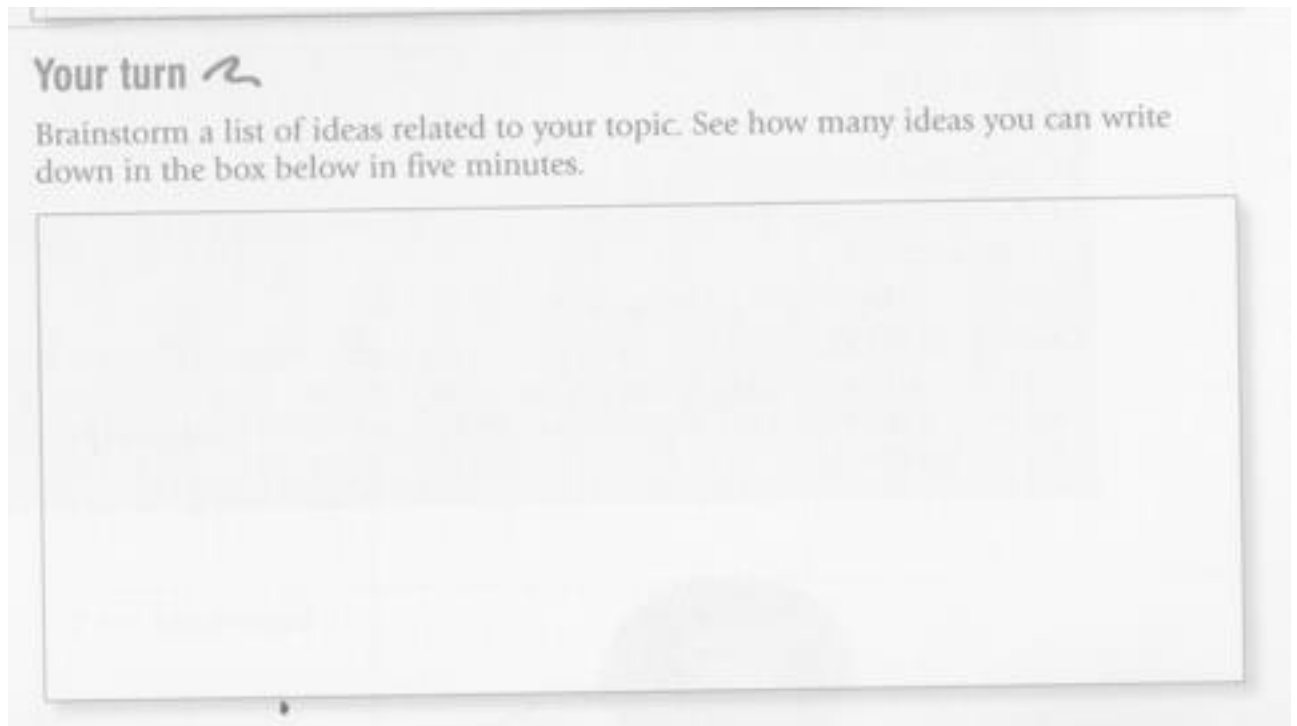 Your turn
Brainstorm a list of ideas related to your topic. See how many ideas you can write
down in the box below in five minutes.